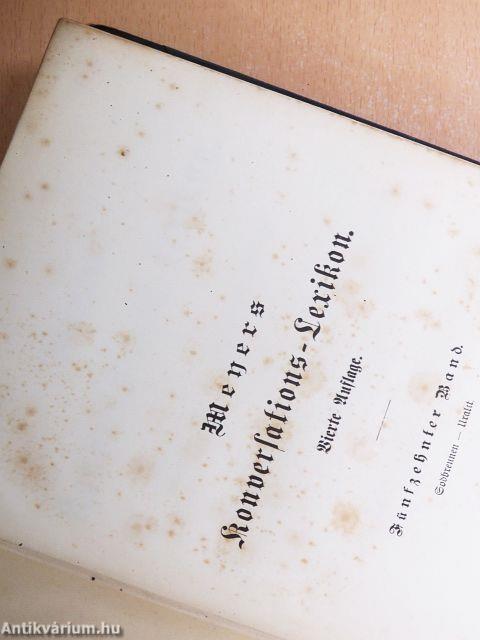 Meyers
Konversations-Lexikon.
Vierte Auflage.
Fünfzehnter Band.
Sodbrennen — Uralit.
Antikvárium.hu